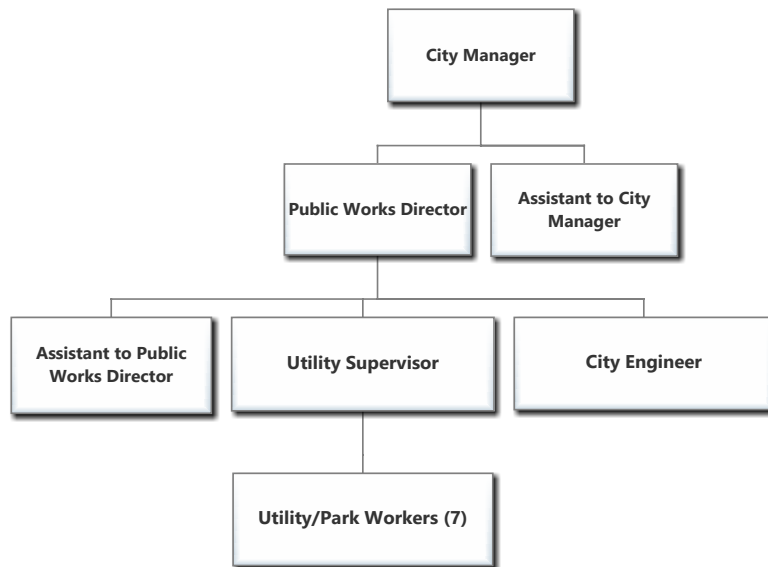 City Manager
Public Works Director
Assistant to City
Manager
Assistant to Public
Works Director
Utility Supervisor
City Engineer
Utility/Park Workers (7)